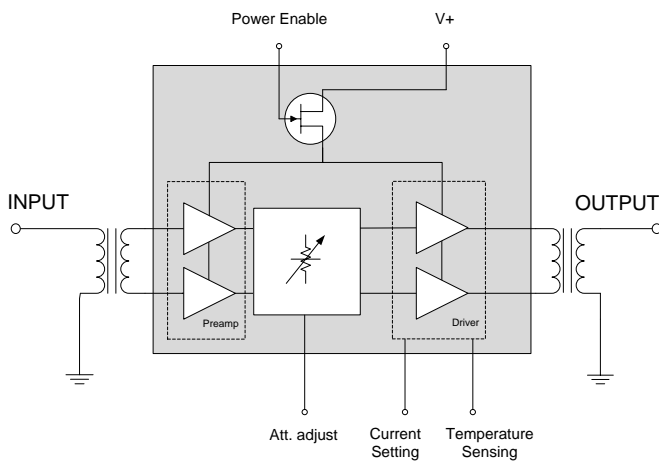 Power Enable
V+
INPUT
OUTPUT
Preamp
Driver
Att. adjust
Current
Setting
Temperature
Sensing